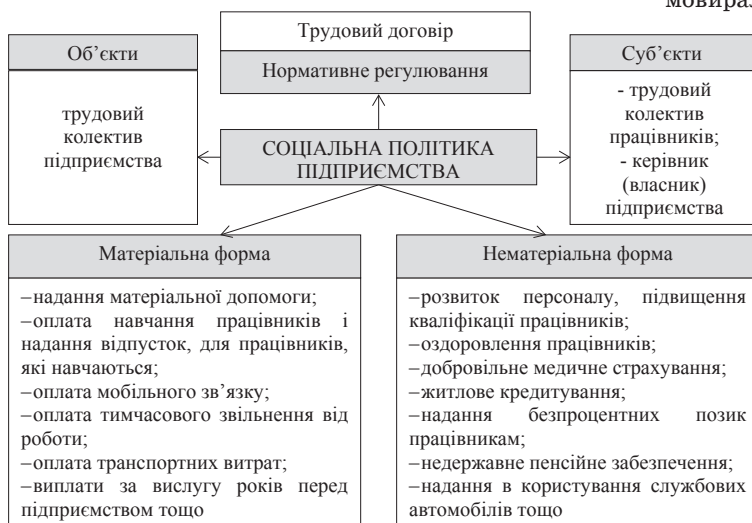 мовираз
Трудовий договір
Нормативне регулювання
Об’єкти
трудовий
колектив
підприємства
Суб’єкти
- трудовий
колектив
працівників;
- керівник
(власник)
підприємства
СОЦІАЛЬНА ПОЛІТИКА
ПІДПРИЄМСТВА
Матеріальна форма
–надання матеріальної допомоги;
–оплата навчання працівників і
надання відпусток, для працівників,
які навчаються;
–оплата мобільного зв’язку;
–оплата тимчасового звільнення від
роботи;
–оплата транспортних витрат;
–виплати за вислугу років перед
підприємством тощо
Нематеріальна форма
–розвиток персоналу, підвищення
кваліфікації працівників;
–оздоровлення працівників;
–добровільне медичне страхування;
–житлове кредитування;
–надання безпроцентних позик
працівникам;
–недержавне пенсійне забезпечення;
–надання в користування службових
автомобілів тощо